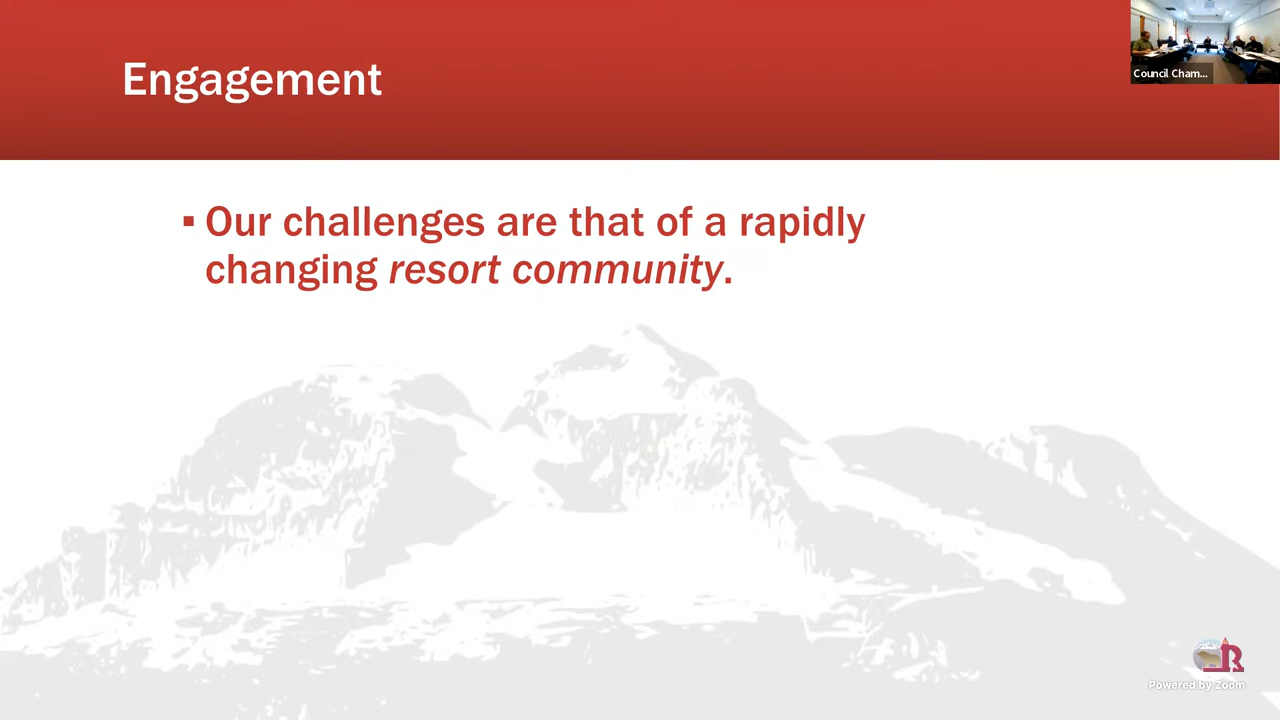 Engagement
Council Cham...
▪ Our challenges are that of a rapidly
changing resort community.
R
Powered by Zoom